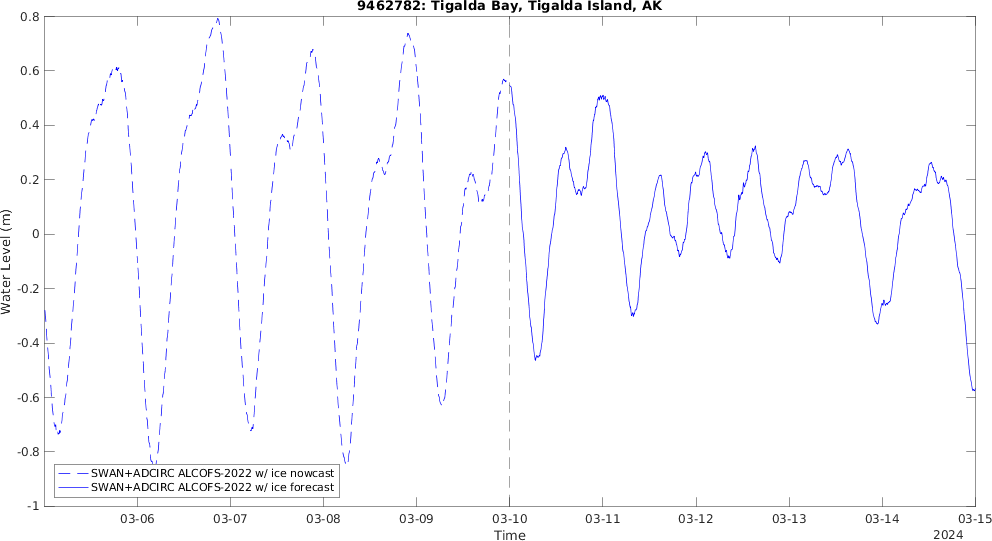 9462782: Tigalda Bay, Tigalda Island, AK
Water Level (m)
0.8
0.6
0.4
0.2
0
-0.2
-0.4
-0.6
-0.8
-1
SWAN+ADCIRC ALCOFS-2022 w/ ice nowcast
SWAN+ADCIRC ALCOFS-2022 w/ ice forecast
03-06 03-07 03-08 03-09 03-10 03-11 03-12 03-13 03-14 03-15
Time
2024